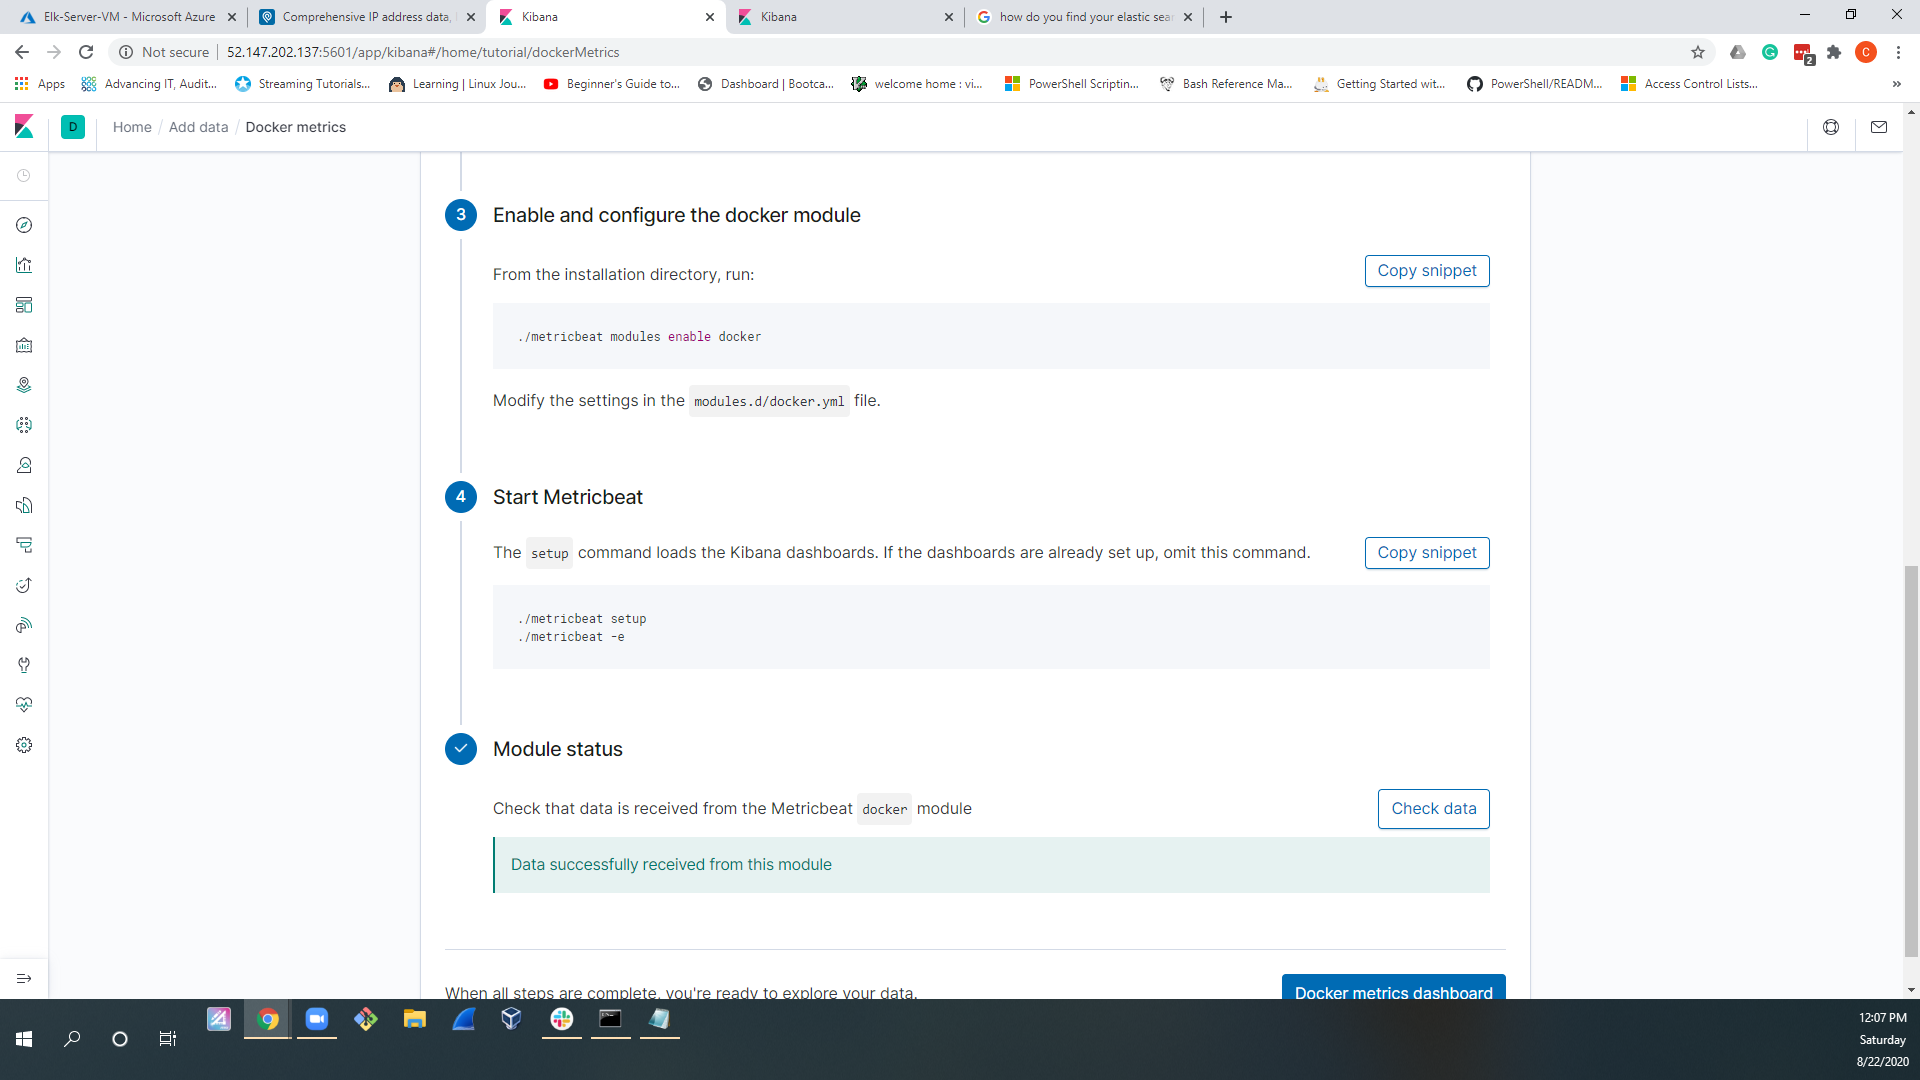 Elk-Server-VM - Microsoft Azure
Comprehensive IP address data,
Kibana
Kibana
how do you find your elastic sea
Not secure
52.147.202.137:5601/app/kibana#/home/tutorial/dockerMetrics
2
C
Apps
Advancing IT, Audit...
Streaming Tutorials...
Learning | Linux Jou...
Beginner's Guide to...
Dashboard | Bootca...
welcome home : vi...
PowerShell Scriptin...
Bash Reference Ma...
Getting Started wit...
PowerShell/READM...
Access Control Lists...
»
D
Home / Add data / Docker metrics
3 Enable and configure the docker module
From the installation directory, run:
Copy snippet
./metricbeat modules enable docker
Modify the settings in the modules.d/docker.yml file.
4 Start Metricbeat
The setup command loads the Kibana dashboards. If the dashboards are already set up, omit this command.
Copy snippet
./metricbeat setup
./metricbeat -e
Module status
Check that data is received from the Metricbeat docker module
Check data
Data successfully received from this module
When all steps are complete, you're ready to explore your data.
Docker metrics dashboard
12:07 PM
Saturday
8/22/2020